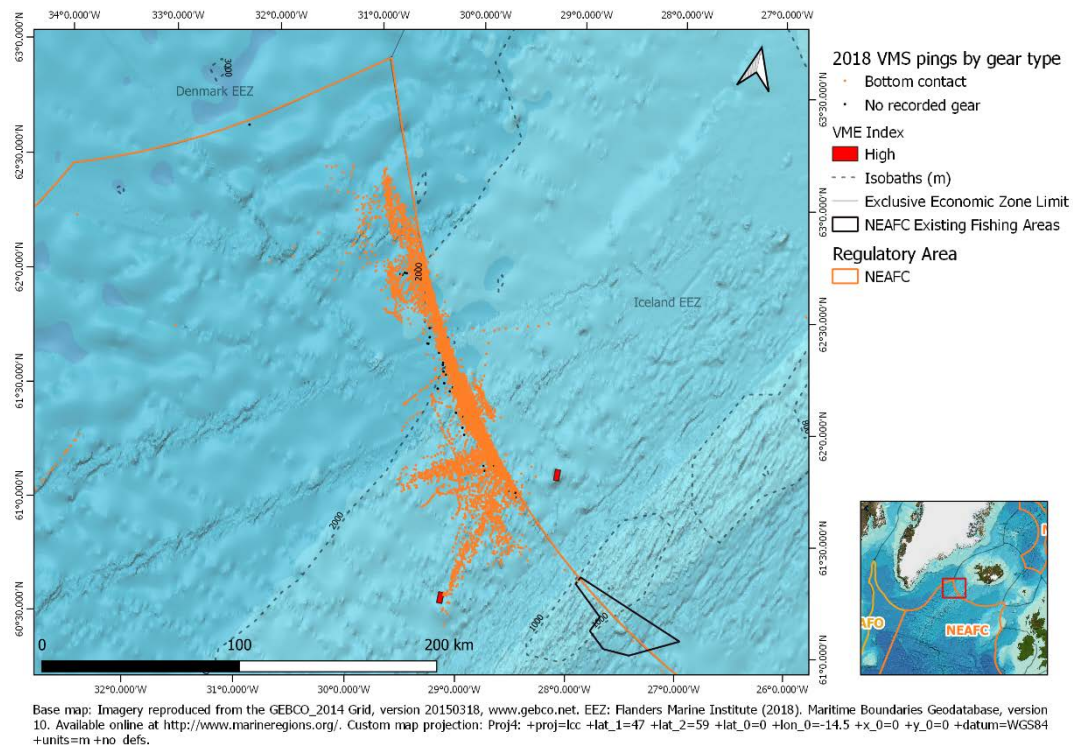 34°0.000'W 33°0.000'W 32°0.000'W 31°0.000'W 30°0.000'W 29°0.000'W 28°0.000'W 27°0.000'W
63°0.000'N
62°30.000'N
62°0.000'N
61°30.000'N
61°0.000'N
60°30.000'N
3000
Denmark EEZ
2000
Iceland EEZ
2000
1000
1000
0 100 200 km
63°30.000'N
63°0.000'N
62°30.000'N
62°0.000'N
61°30.000'N
61°0.000'N
32°0.000'W 31°0.000'W 30°0.000'W 29°0.000'W 28°0.000'W 27°0.000'W 26°0.000'W
2018 VMS pings by gear type
Bottom contact
No recorded gear
VME Index
High
Isobaths (m)
Exclusive Economic Zone Limit
NEAFC Existing Fishing Areas
Regulatory Area
NEAFC
AFO
NEAFC
N
Base map: Imagery reproduced from the GEBCO_2014 Grid, version 20150318, www.gebco.net. EEZ: Flanders Marine Institute (2018). Maritime Boundaries Geodatabase, version
10. Available online at http://www.marineregions.org/. Custom map projection: Proj4: +proj=lcc +lat_1=47 +lat_2=59 +lat_0=0 +lon_0=-14.5 +x_0=0 +y_0=0 +datum=WGS84
+units=m +no_defs.